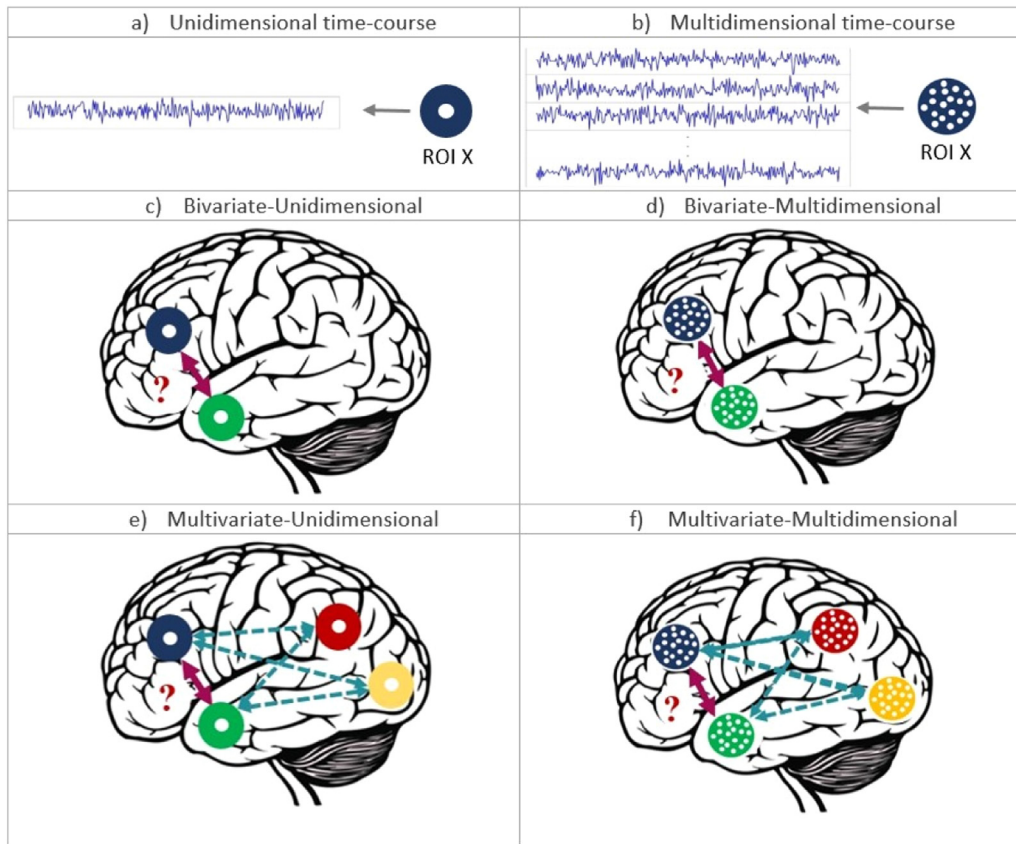 a) Unidimensional time-course
b) Multidimensional time-course
ROI X
ROI X
c) Bivariate-Unidimensional
d) Bivariate-Multidimensional
?
?
e) Multivariate-Unidimensional
f) Multivariate-Multidimensional
?
?